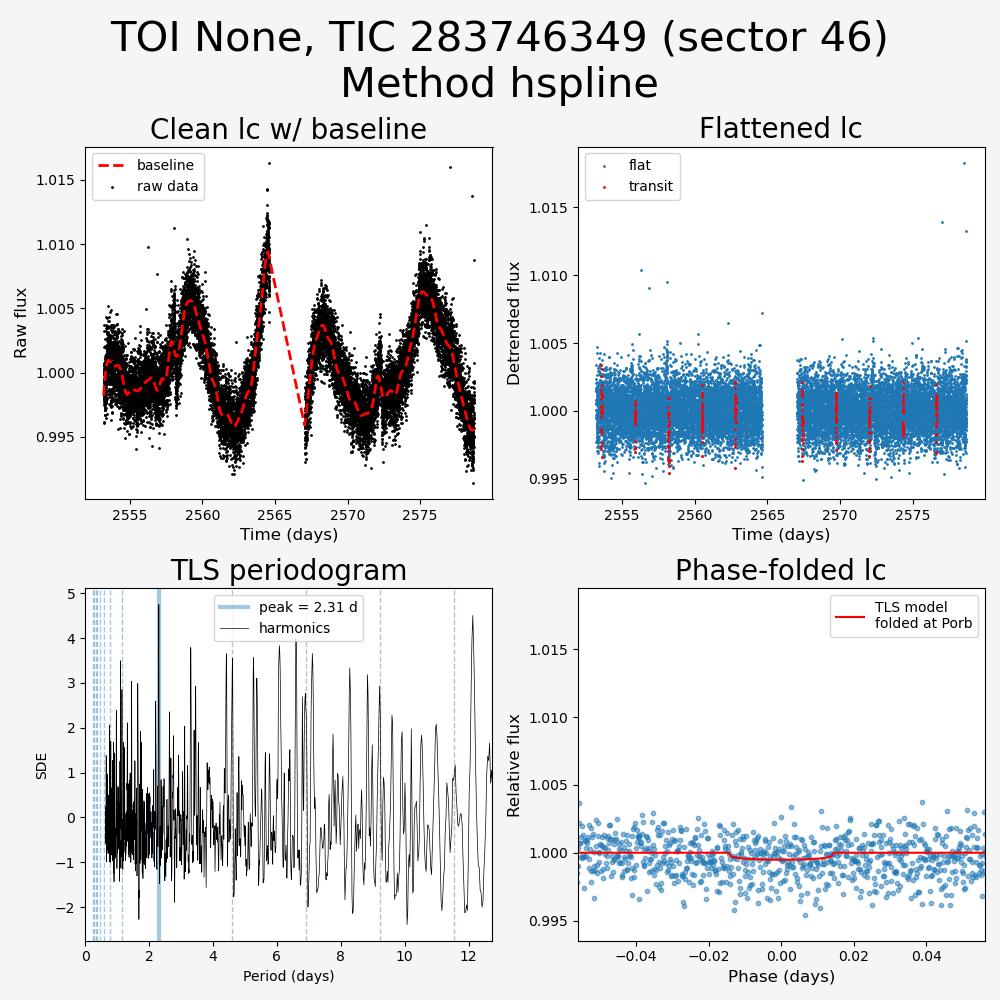 TOI None, TIC 283746349 (sector 46)
Method hspline
Clean lc w/ baseline
baseline
raw data
1.015
1.010
1.005
1.000
0.995
Raw flux
2555
2560
2565
2570
2575
Time (days)
Flattened lc
flat
transit
1.015
1.010
1.005
1.000
0.995
Detrended flux
2555
2560
2565
2570
2575
Time (days)
TLS periodogram
peak = 2.31 d
harmonics
5
4
3
2
1
0
−1
−2
SDE
0
2
4
6
8
10
12
Period (days)
Phase-folded lc
TLS model
folded at Porb
1.015
1.010
1.005
1.000
0.995
Relative flux
−0.04
−0.02
0.00
0.02
0.04
Phase (days)